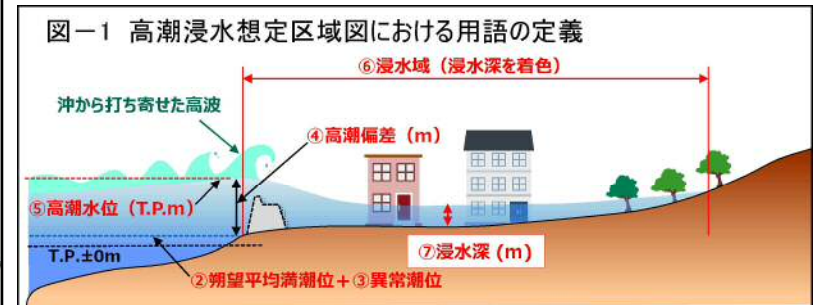 図－1 高潮浸水想定区域図における用語の定義
⑥浸水域（浸水深を着色）
沖から打ち寄せた高波
④高潮偏差（m）
⑤高潮水位（T.P.m）
⑦浸水深 (m)
T.P.±0m
②朔望平均満潮位＋③異常潮位